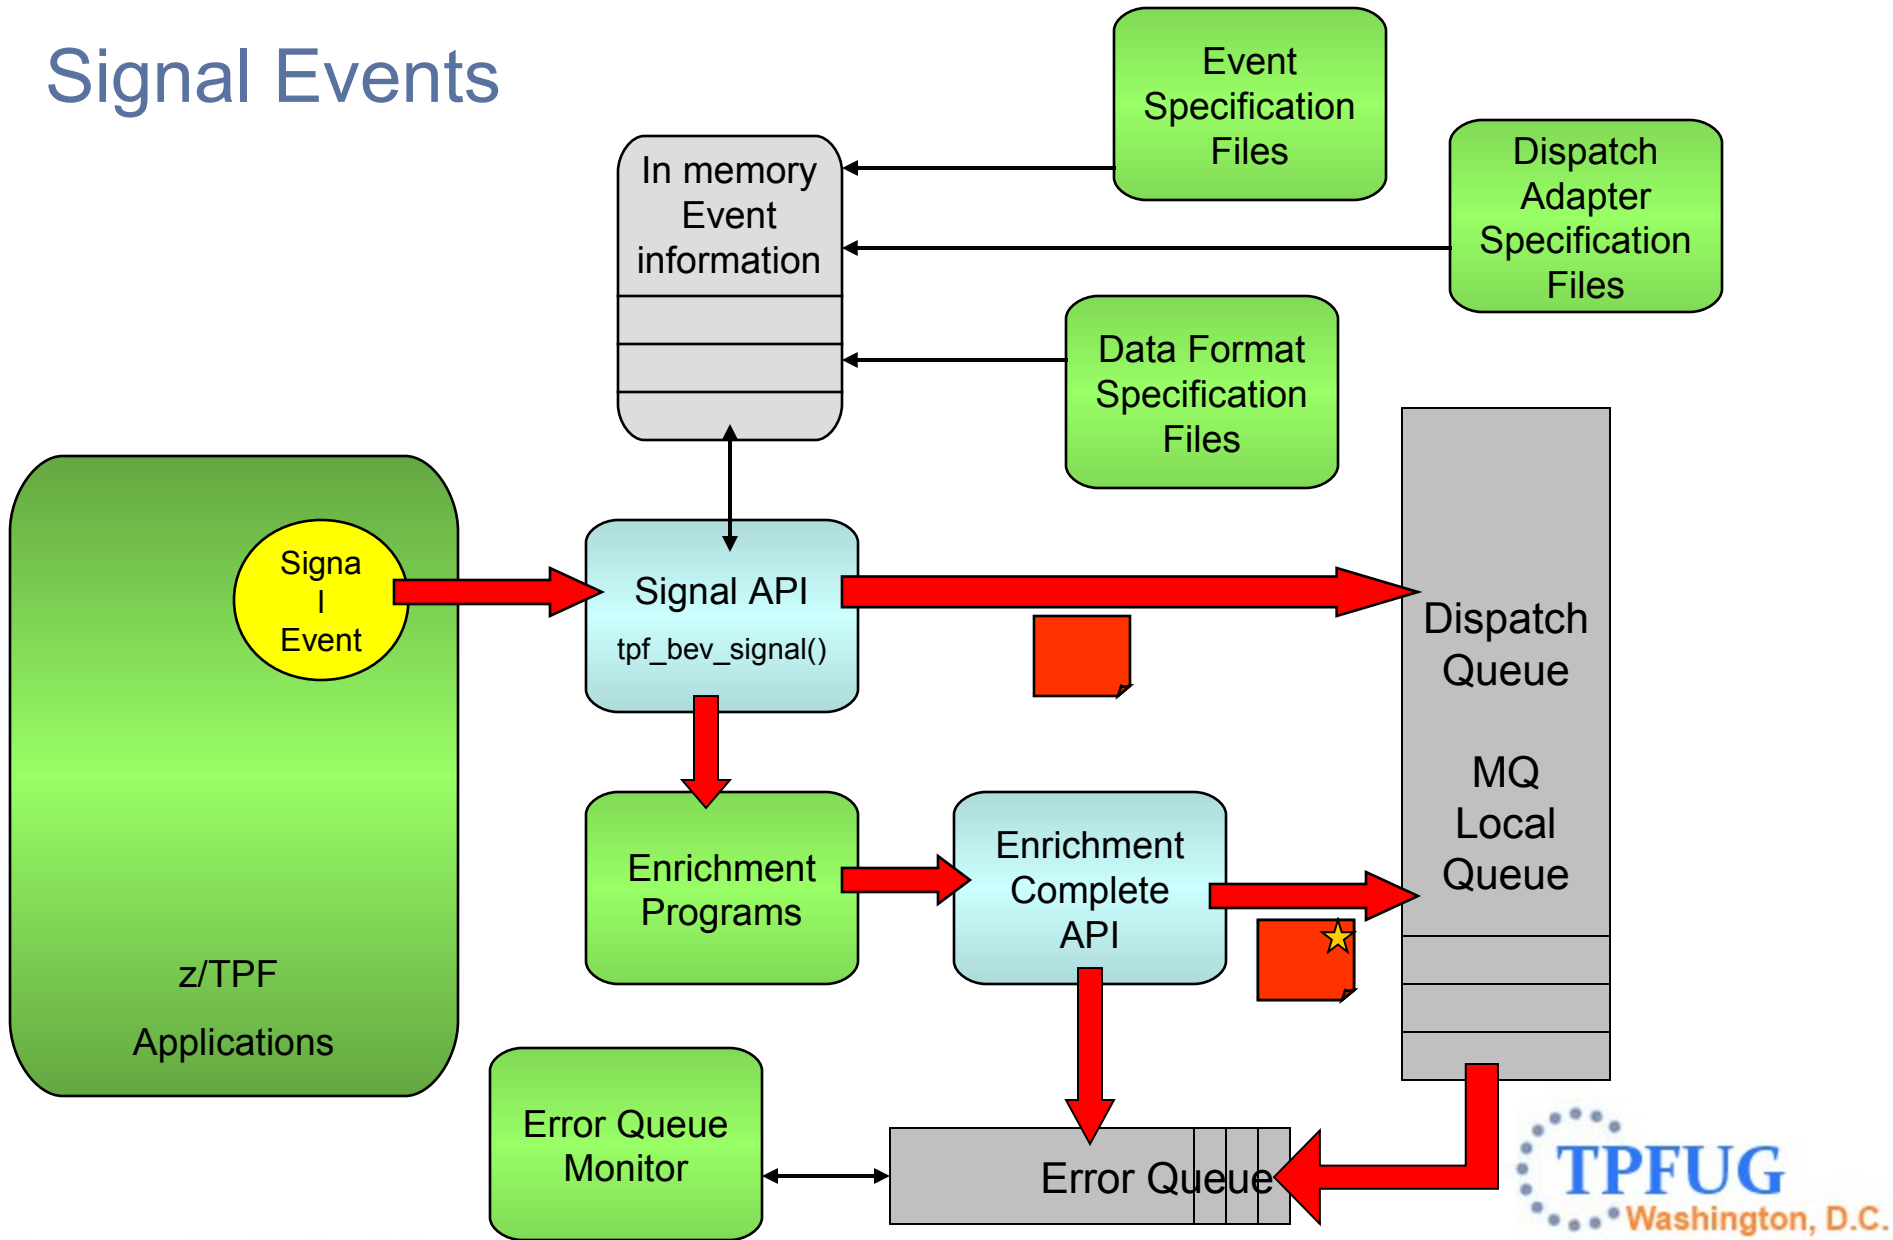 Signal Events
Event
Specification
Files
In memory
Event
information
Dispatch
Adapter
Specification
Files
Data Format
Specification
Files
Signa
l
Event
Signal API
tpf_bev_signal()
Dispatch
Queue
MQ
Local
Queue
Enrichment
Programs
Enrichment
Complete
API
z/TPF
Applications
Error Queue
Monitor
Error Queue
TPFUG
Washington, D.C.